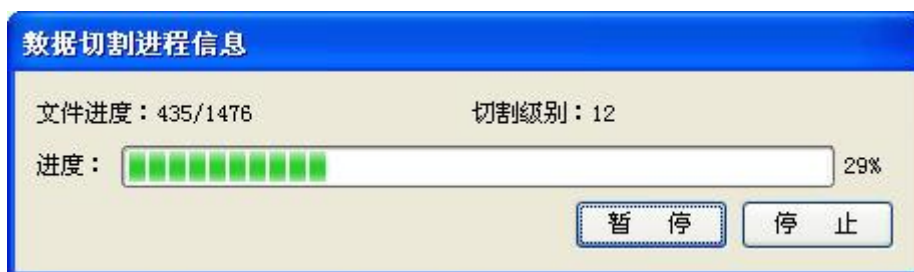 数据切割进程信息
文件进度：435/1476 切割级别：12
进度： 29%
暂 停 停 止